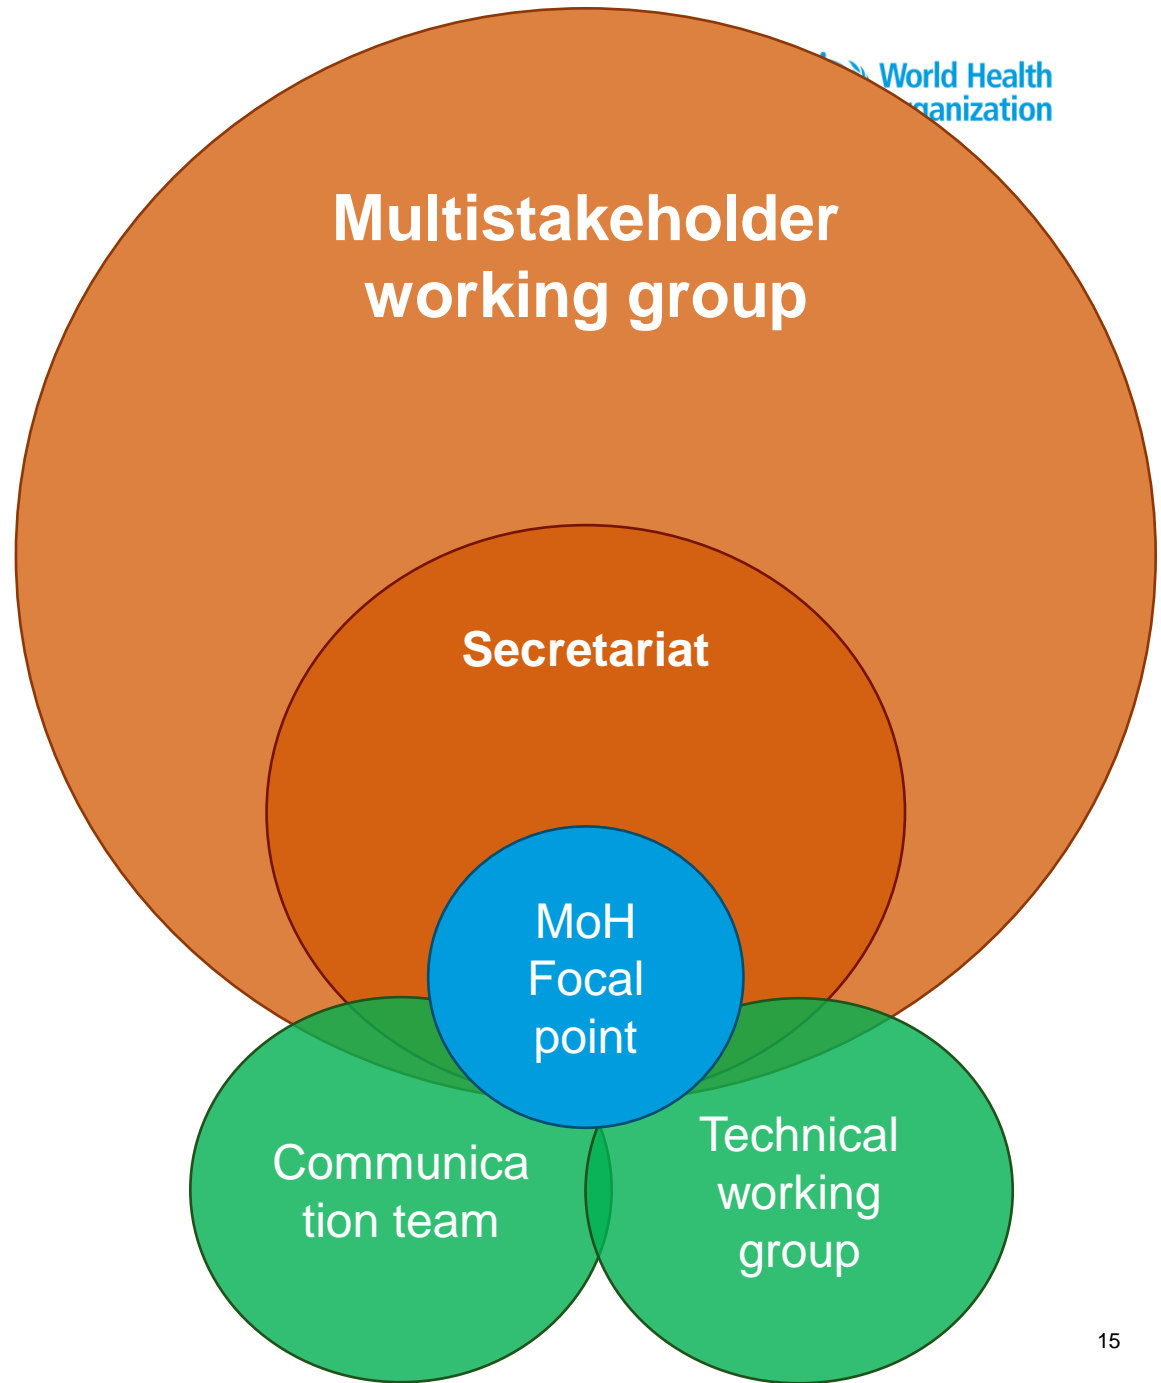 World Health
Multistakeholder
working group
Secretariat
MoH
Focal
point
Communica
tion team
Technical
working
group
15